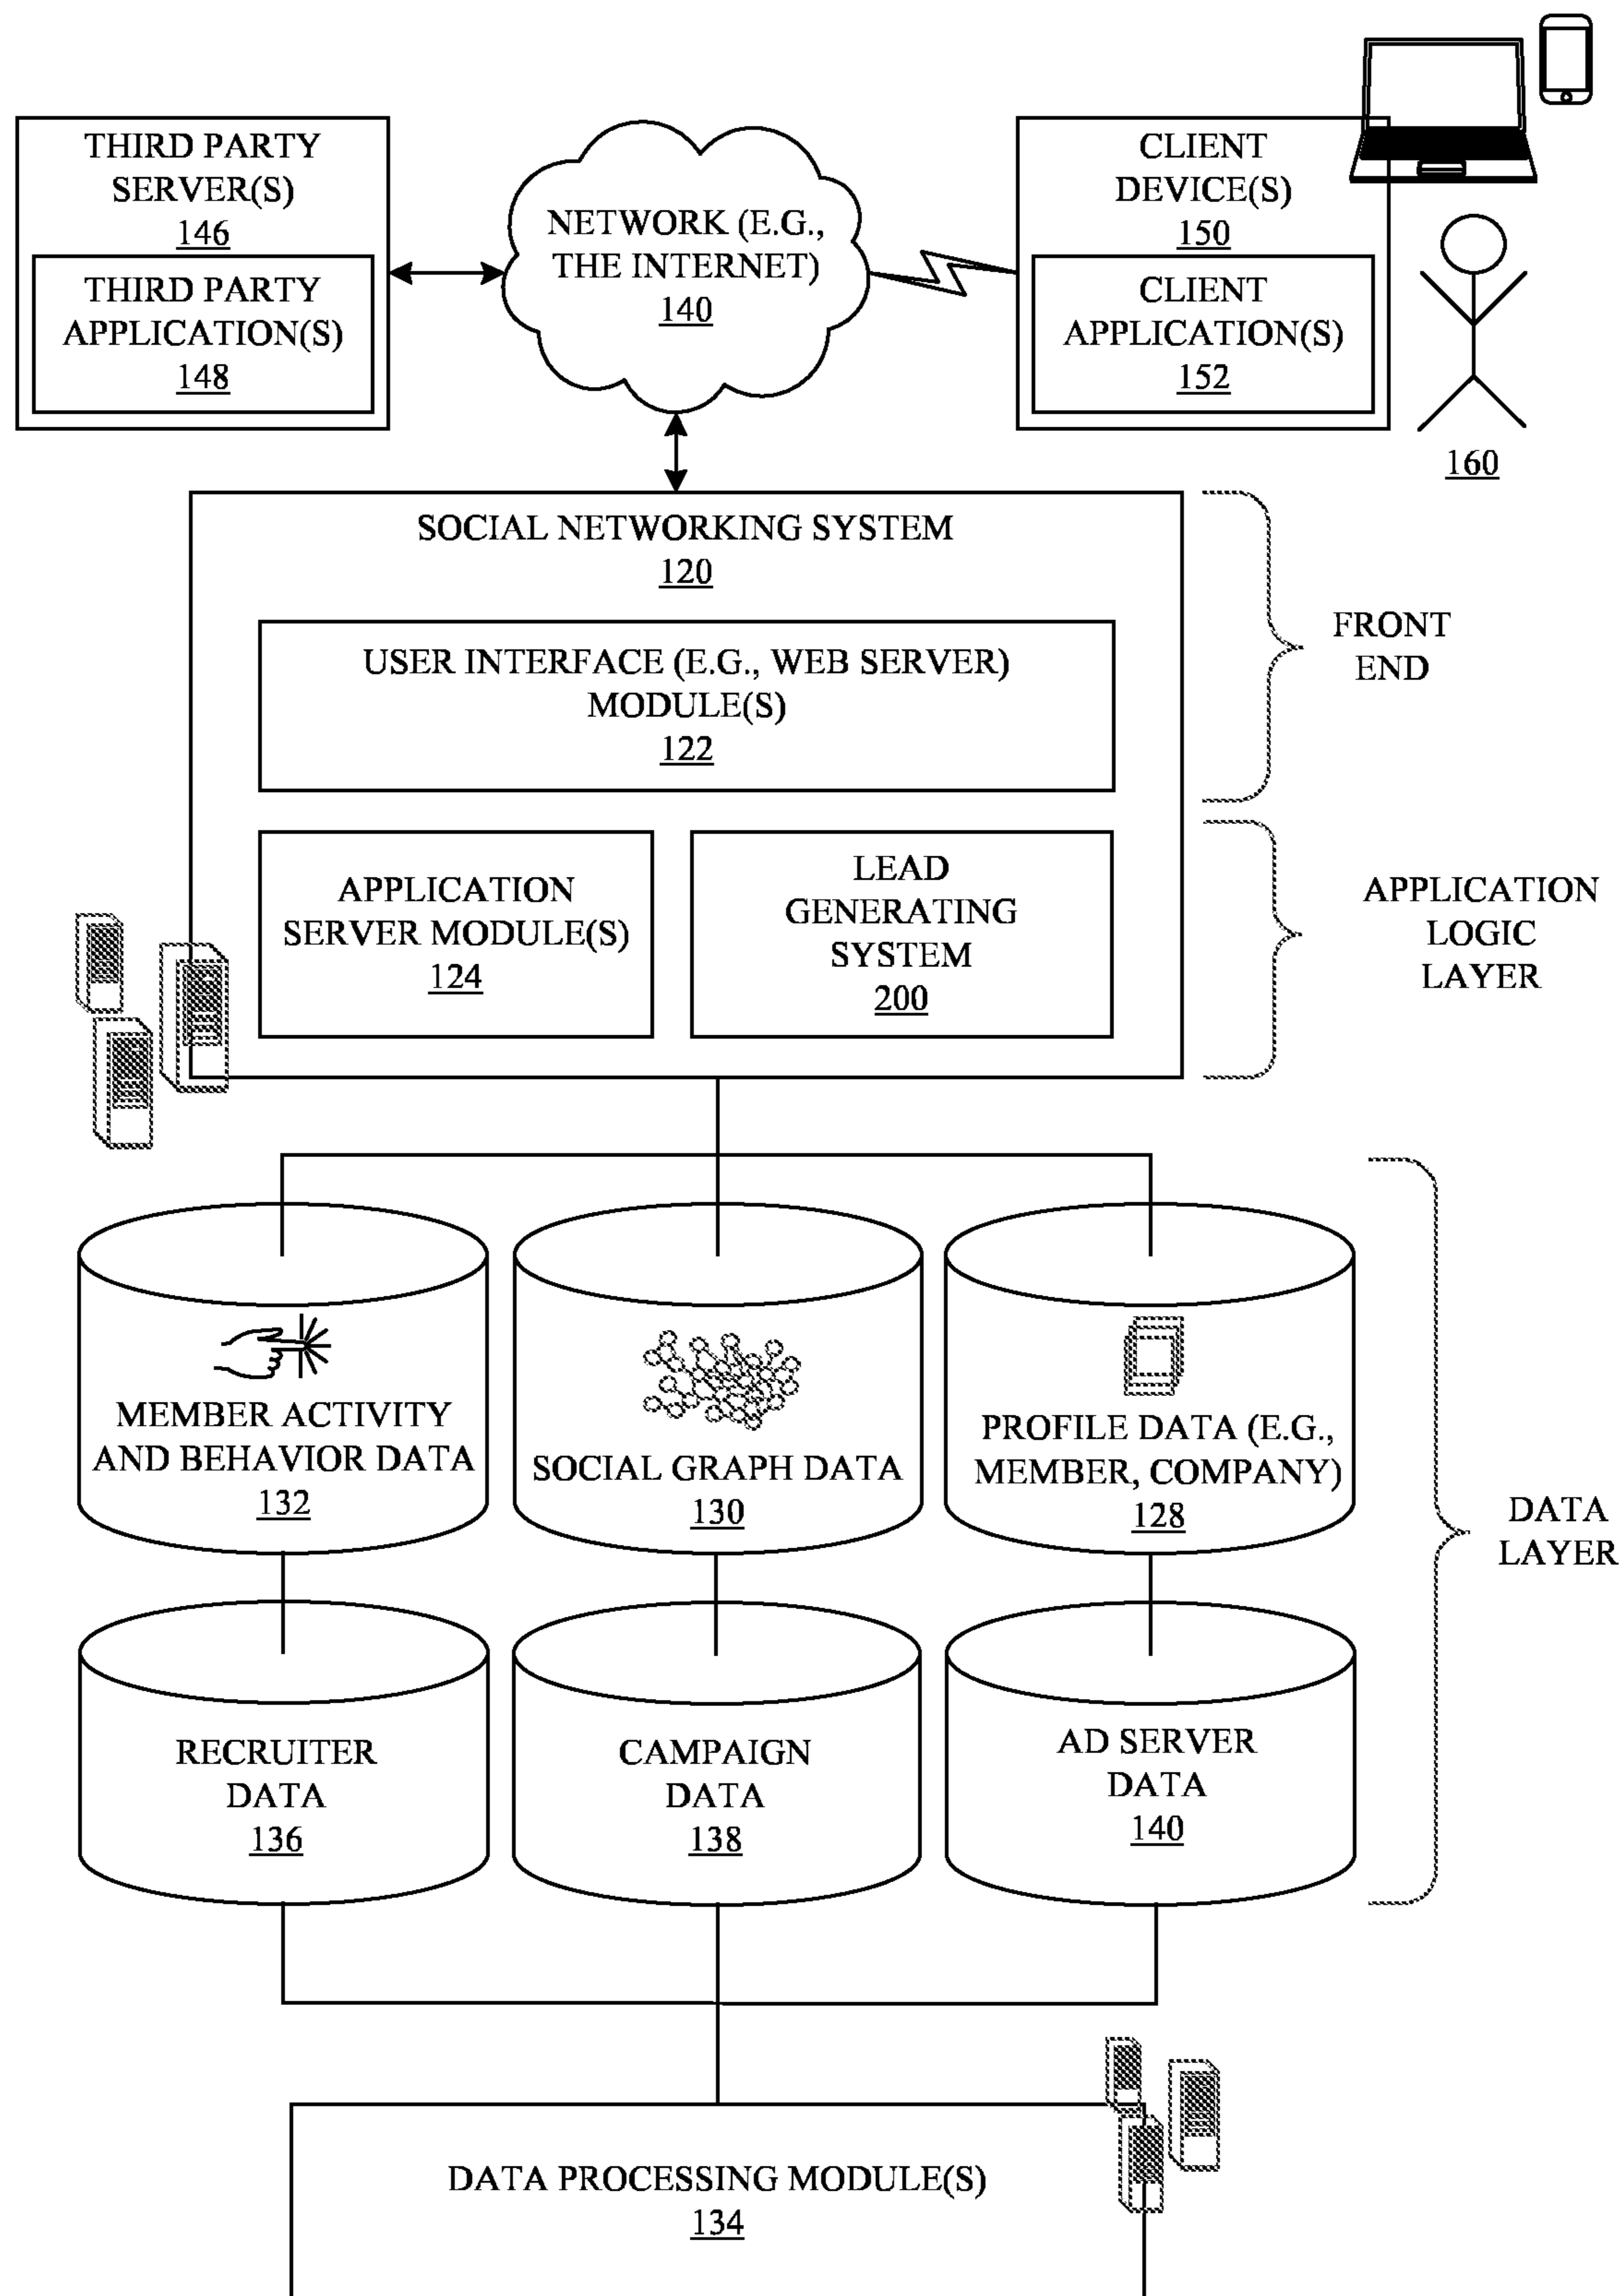 THIRD PARTY
SERVER(S)
146
THIRD PARTY
APPLICATION(S)
148
NETWORK (E.G.,
THE INTERNET)
140
CLIENT
DEVICE(S)
150
CLIENT
APPLICATION(S)
152
160
SOCIAL NETWORKING SYSTEM
120
USER INTERFACE (E.G., WEB SERVER)
MODULE(S)
122
FRONT
END
APPLICATION
SERVER MODULE(S)
124
LEAD
GENERATING
SYSTEM
200
APPLICATION
LOGIC
LAYER
MEMBER ACTIVITY
AND BEHAVIOR DATA
132
SOCIAL GRAPH DATA
130
PROFILE DATA (E.G.,
MEMBER, COMPANY)
128
DATA
LAYER
RECRUITER
DATA
136
CAMPAIGN
DATA
138
AD SERVER
DATA
140
DATA PROCESSING MODULE(S)
134